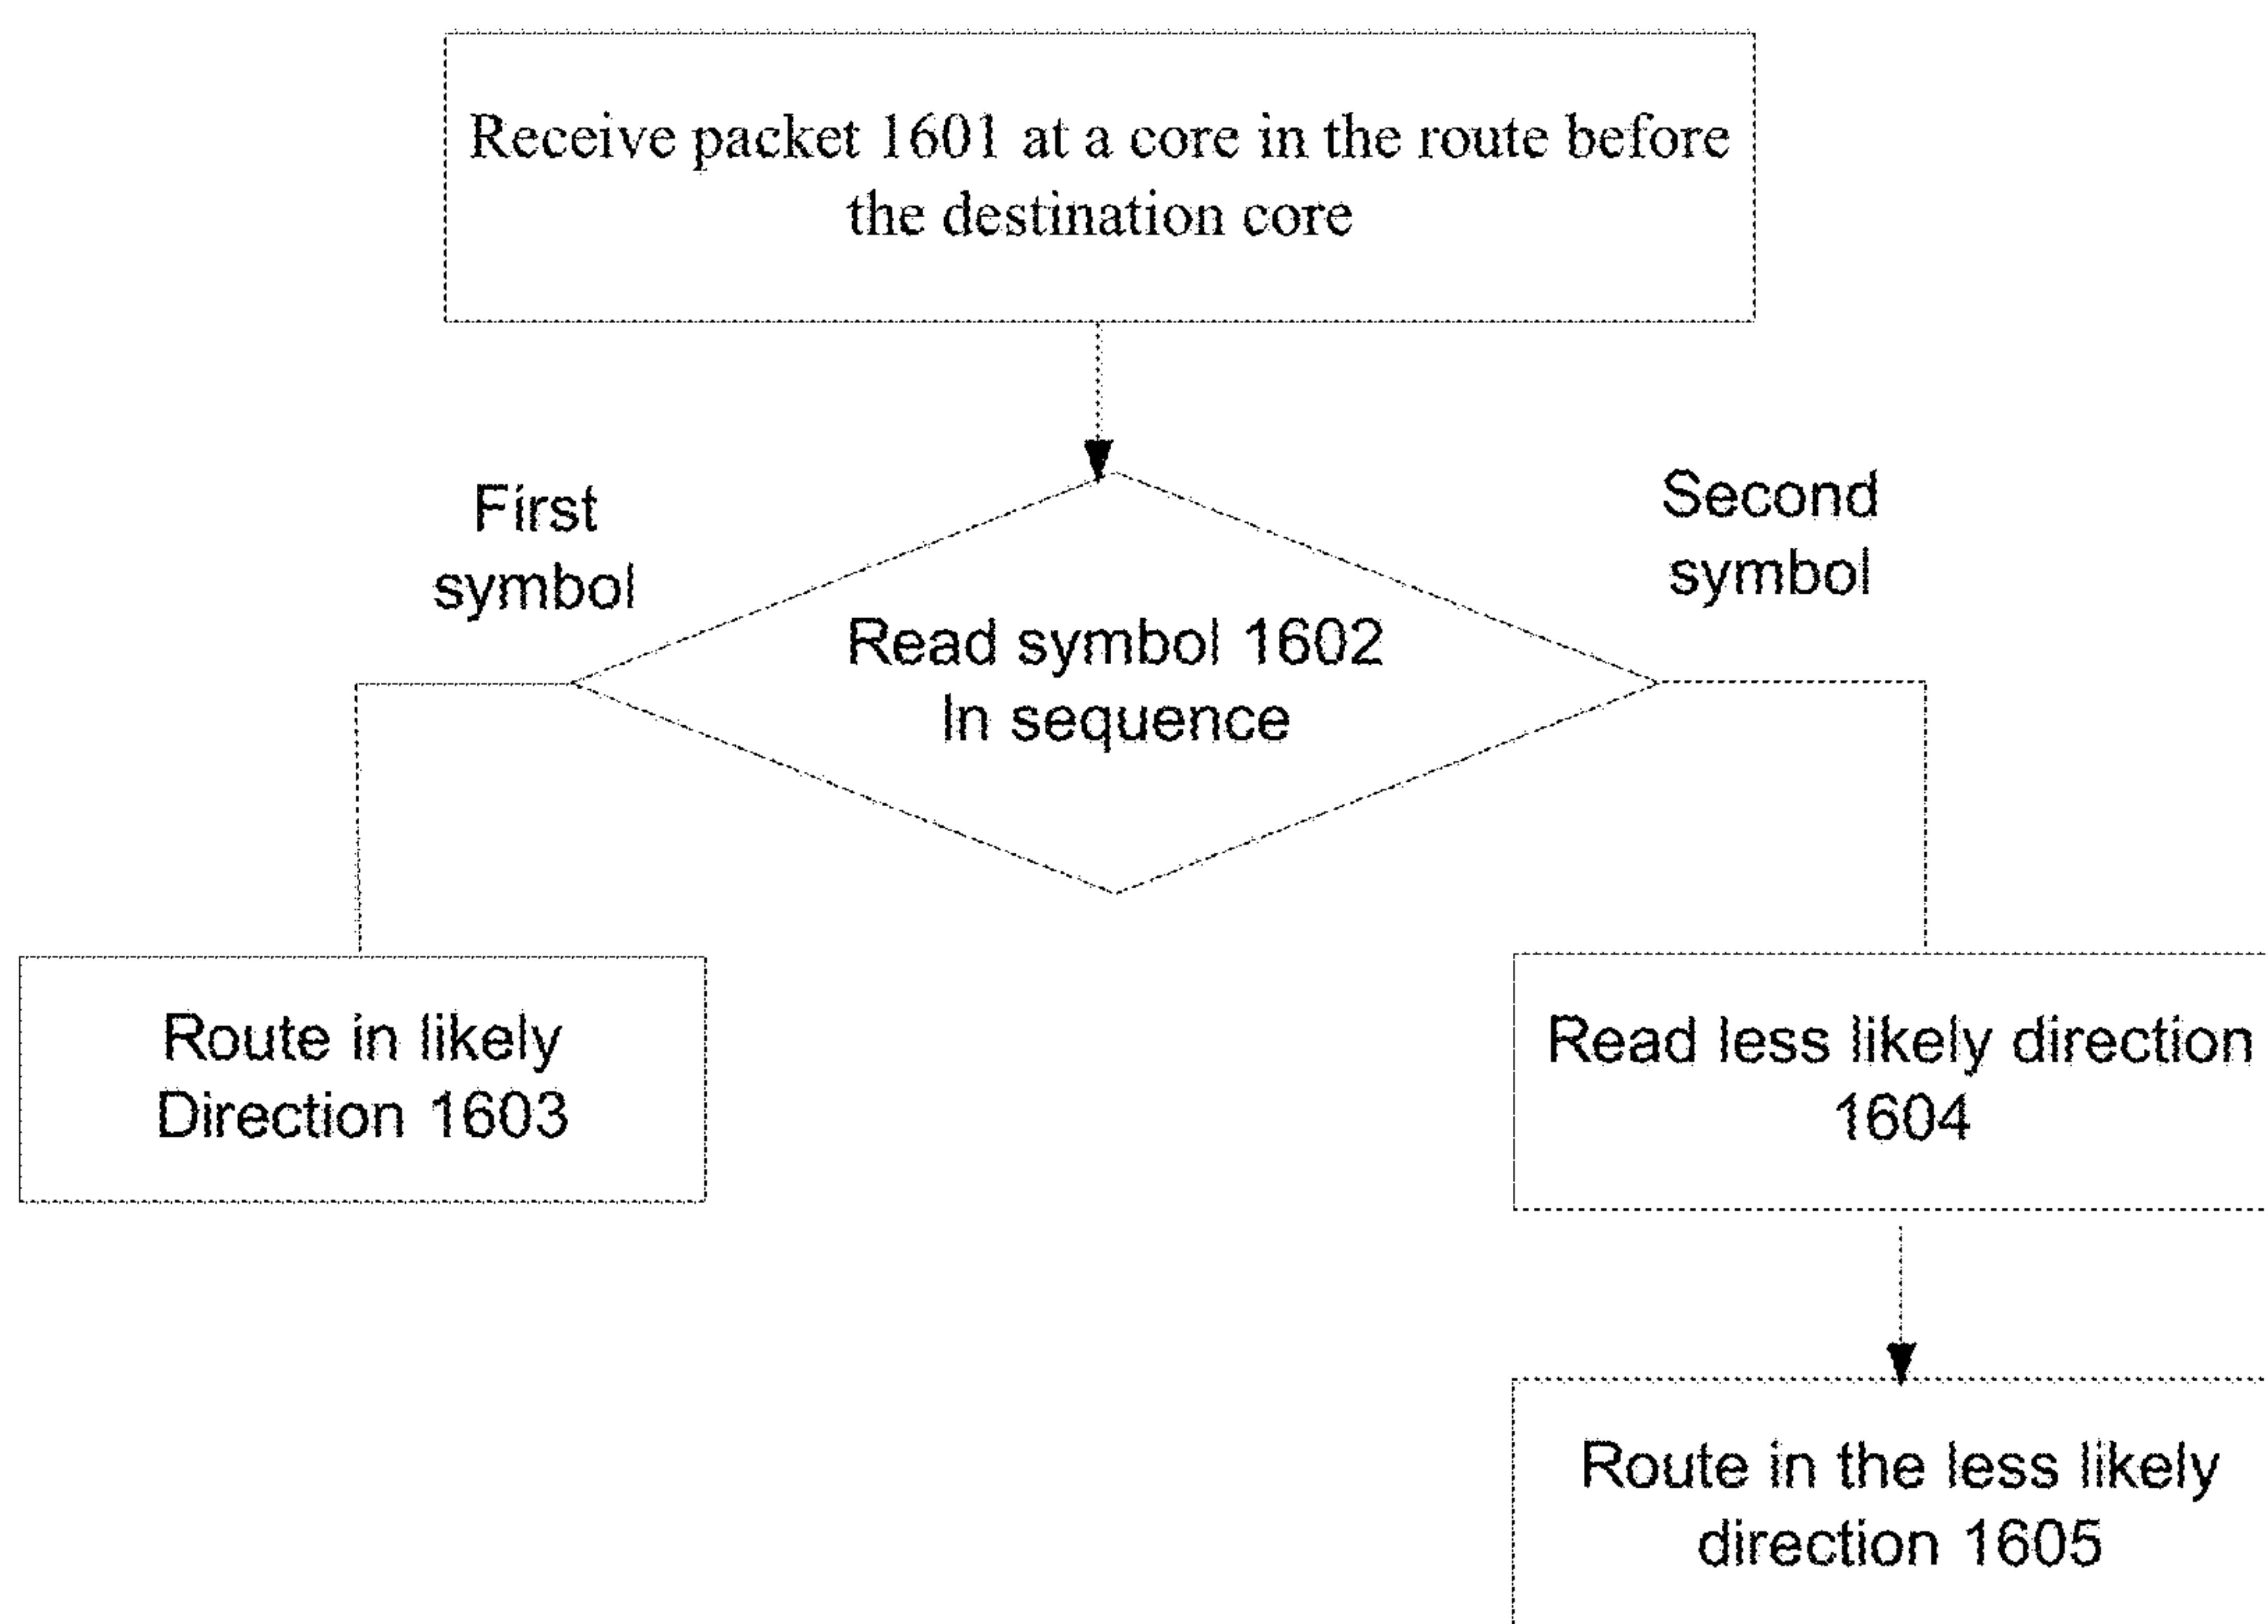 Receive packet 1601 at a core in the route before
the destination core
First
symbol
Second
symbol
Read symbol 1602
In sequence
Route in likely
Direction 1603
Read less likely direction
1604
Route in the less likely
direction 1605